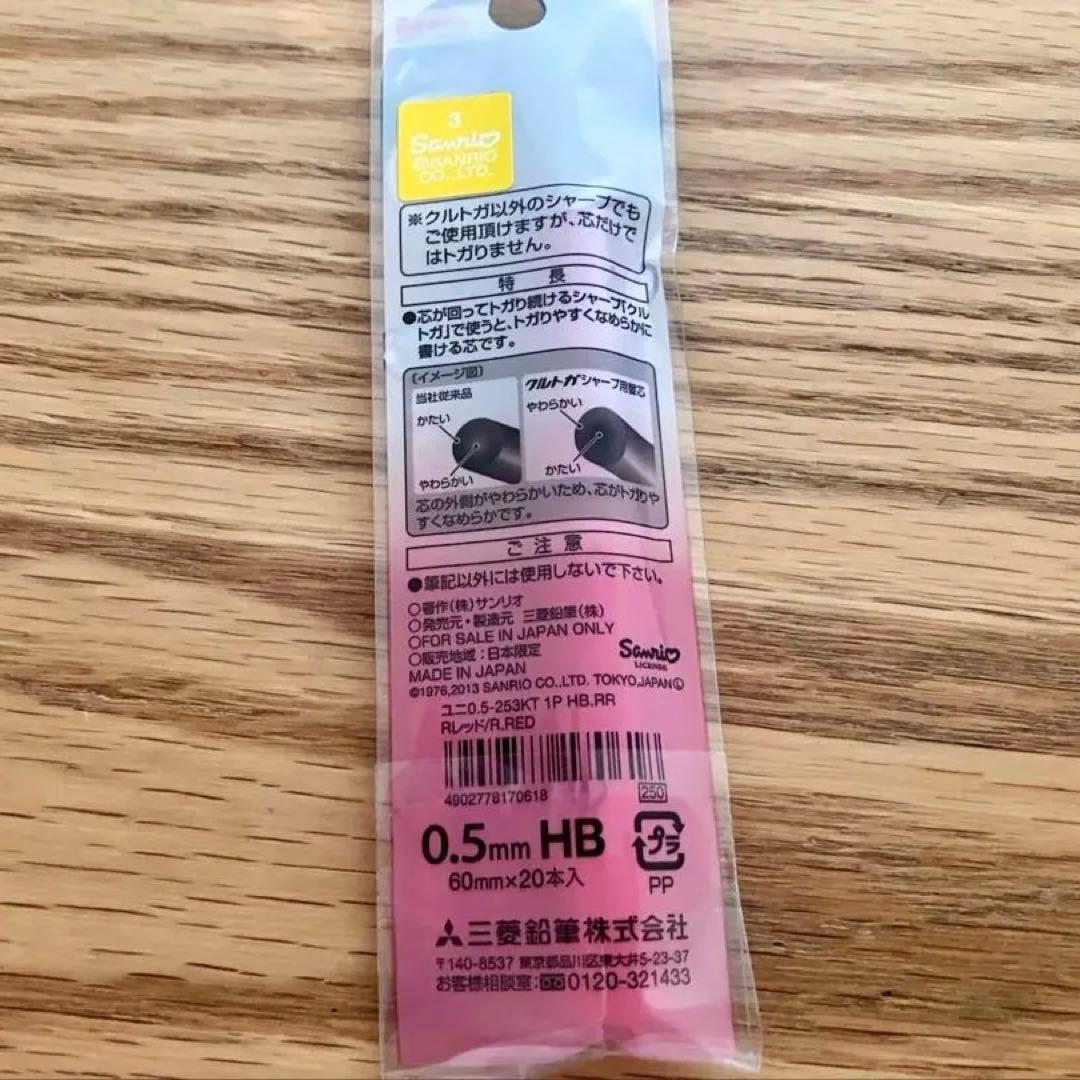 3
Sanrio
©SANRIO
CO.,LTD.
※クルトガ以外のシャープでも
ご使用頂けますが、芯だけで
はトガりません。
特長
●芯が回ってトガり続けるシャープ「クル
トガ」で使うと、トガりやすくなめらかに
書ける芯です。
〔イメージ図〕
当社従来品
かたい
やわらかい
クルトガシャープ用替芯
やわらかい
かたい
芯の外側がやわらかいため、芯がトガりや
すくなめらかです。
ご注意
●筆記以外には使用しないで下さい。
○著作(株)サンリオ
○発売元・製造元 三菱鉛筆(株)
○FOR SALE IN JAPAN ONLY
○販売地域:日本限定
MADE IN JAPAN
Sanrio
LICENSE
©1976,2013 SANRIO CO.,LTD. TOKYO,JAPAN Ⓛ
ユニ0.5-253KT 1P HB.RR
Rレッド/R.RED
4902778170618
250
0.5mm HB
60mm×20本入
プラ
PP
三菱鉛筆株式会社
〒140-8537 東京都品川区東大井5-23-37
お客様相談室:0120-321433